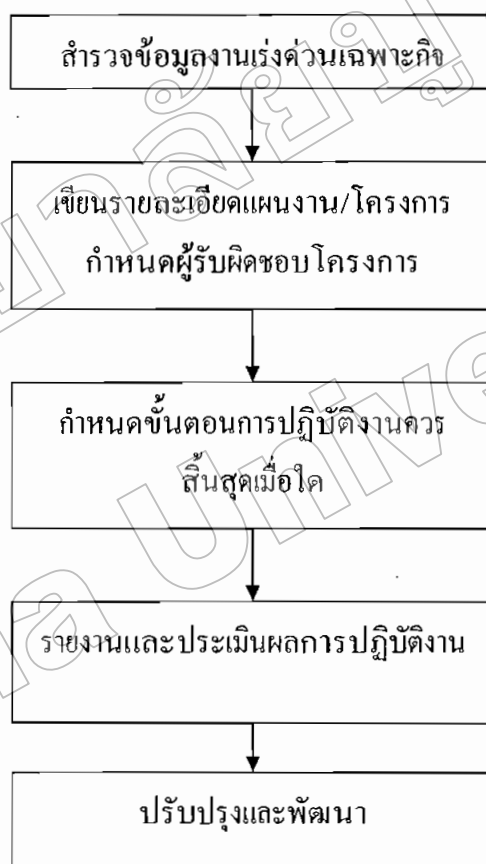 สำรวจข้อมูลงานเร่งด่วนเฉพาะกิจ
เขียนรายละเอียดแผนงาน/โครงการ
กำหนดผู้รับผิดชอบโครงการ
กำหนดขั้นตอนการปฏิบัติงานควร
สิ้นสุดเมื่อใด
รายงานและประเมินผลการปฏิบัติงาน
ปรับปรุงและพัฒนา